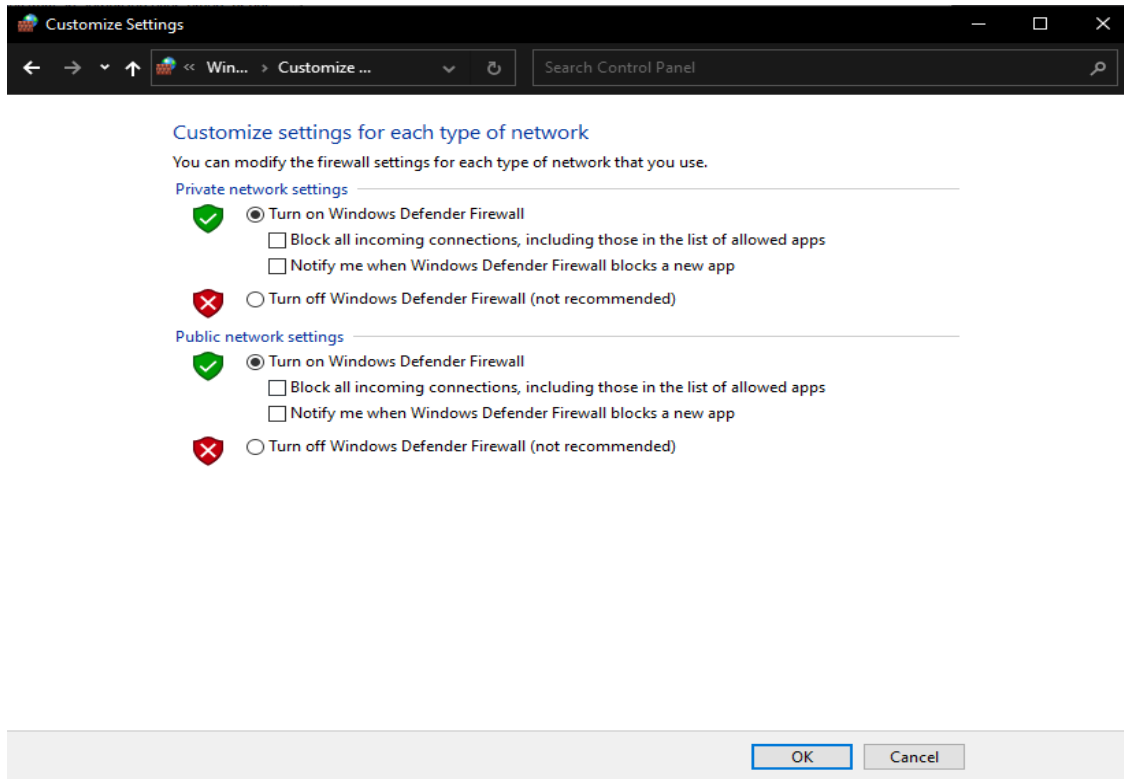 Customize Settings
« Win... › Customize ...
Search Control Panel
Customize settings for each type of network
You can modify the firewall settings for each type of network that you use.
Private network settings
Turn on Windows Defender Firewall
Block all incoming connections, including those in the list of allowed apps
Notify me when Windows Defender Firewall blocks a new app
Turn off Windows Defender Firewall (not recommended)
Public network settings
Turn on Windows Defender Firewall
Block all incoming connections, including those in the list of allowed apps
Notify me when Windows Defender Firewall blocks a new app
Turn off Windows Defender Firewall (not recommended)
OK
Cancel